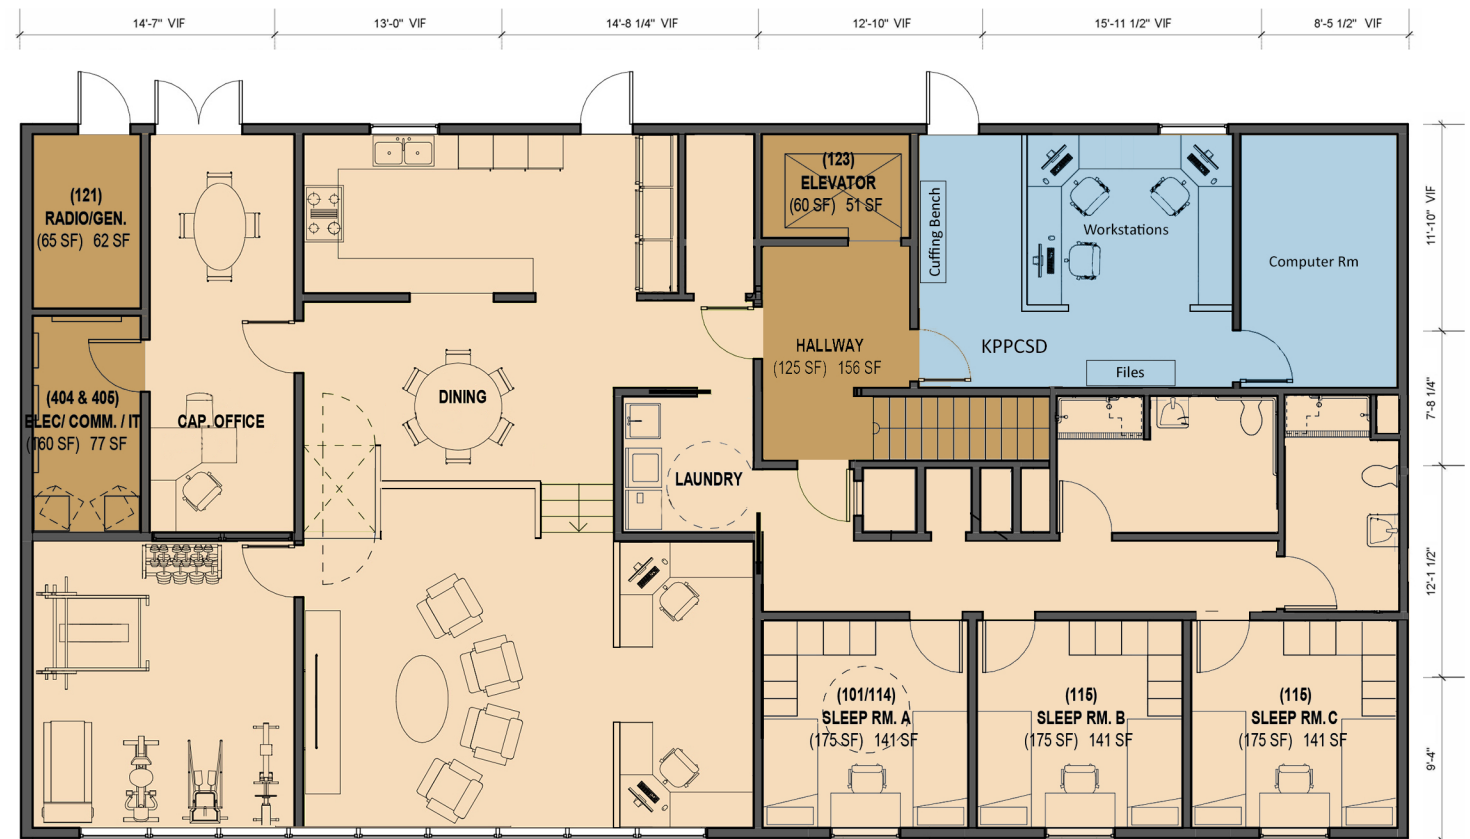 14'-7" VIF
13'-0" VIF
14'-8 1/4" VIF
12'-10" VIF
15'-11 1/2" VIF
8'-5 1/2" VIF
(121)
RADIO/GEN.
(65 SF) 62 SF
(123)
ELEVATOR
(60 SF) 51 SF
Cuffing Bench
Workstations
Computer Rm
11'-10" VIF
HALLWAY
(125 SF) 156 SF
KPPCSD
Files
(404 & 405)
ELEC/ COMM. / IT
(160 SF) 77 SF
CAP. OFFICE
DINING
LAUNDRY
7'-8 1/4" VIF
12'-1 1/2" VIF
(101/114)
SLEEP RM. A
(175 SF) 141 SF
(115)
SLEEP RM. B
(175 SF) 141 SF
(115)
SLEEP RM. C
(175 SF) 141 SF
9'-4" VIF